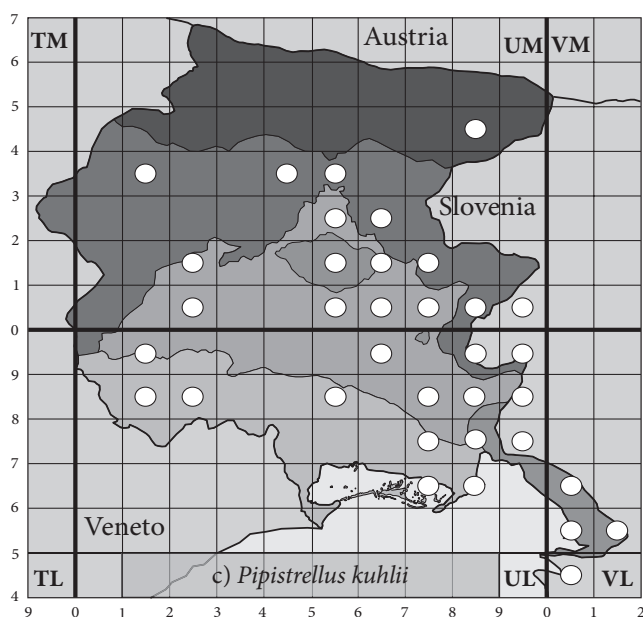 7
TM
Austria
UM VM
6
5
4
3
Slovenia
2
1
0
9
8
7
6
Veneto
5
TL
c) Pipistrellus kuhlii
UL
VL
4
9 0 1 2 3 4 5 6 7 8 9 0 1 2